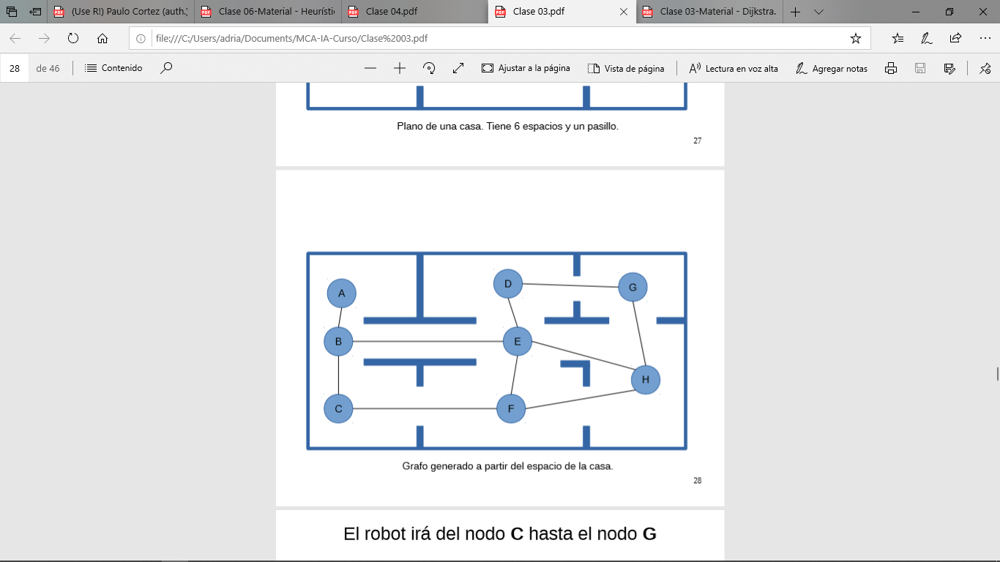 (Use R!) Paulo Cortez (auth.)
Clase 06-Material - Heurístic
Clase 04.pdf
Clase 03.pdf
Clase 03-Material - Dijkstra.
file:///C:/Users/adria/Documents/MCA-IA-Curso/Clase%2003.pdf
28 de 46
Contenido
Ajustar a la página
Vista de página
Lectura en voz alta
Agregar notas
Plano de una casa. Tiene 6 espacios y un pasillo.
27
A
D
G
B
E
H
C
F
Grafo generado a partir del espacio de la casa.
28
El robot irá del nodo C hasta el nodo G